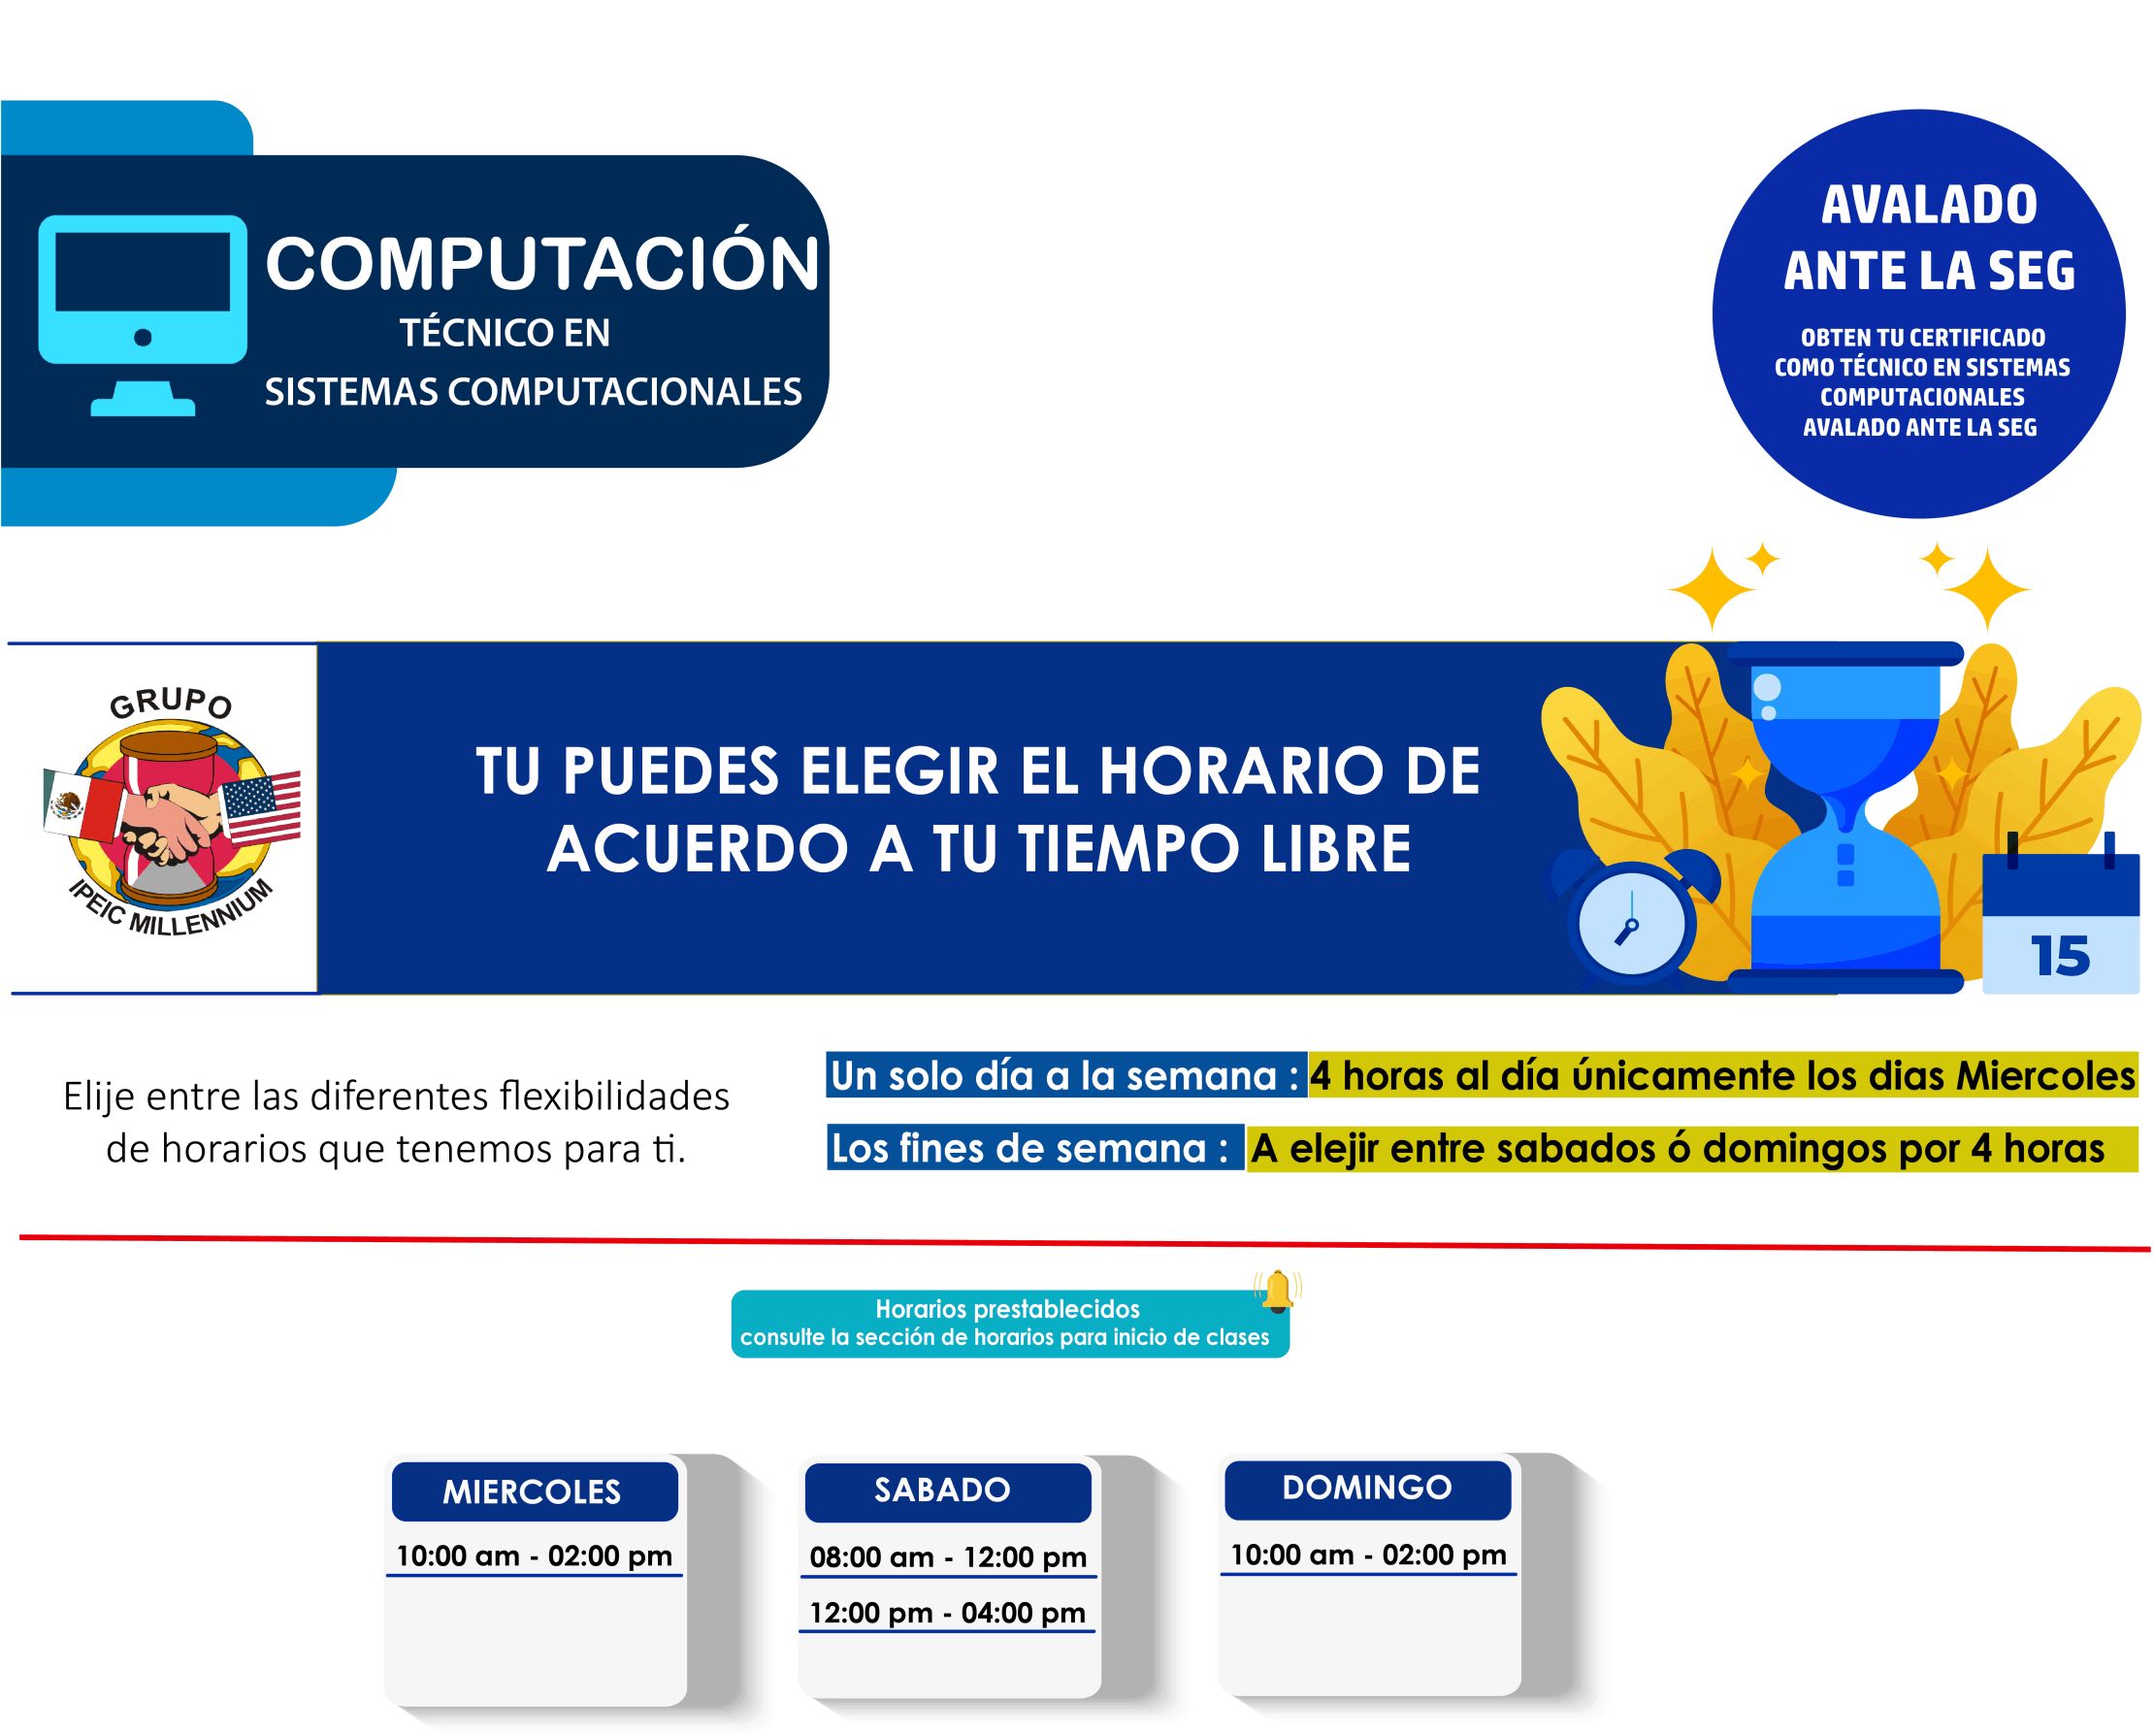 COMPUTACIÓN
TÉCNICO EN
SISTEMAS COMPUTACIONALES
AVALADO
ANTE LA SEG
OBTEN TU CERTIFICADO
COMO TÉCNICO EN SISTEMAS
COMPUTACIONALES
AVALADO ANTE LA SEG
GRUPO
IPEIC MILLENNIUM
TU PUEDES ELEGIR EL HORARIO DE
ACUERDO A TU TIEMPO LIBRE
15
Elije entre las diferentes flexibilidades
de horarios que tenemos para ti.
Un solo día a la semana : 4 horas al día únicamente los dias Miercoles
Los fines de semana : A elejir entre sabados ó domingos por 4 horas
Horarios prestablecidos
consulte la sección de horarios para inicio de clases
MIERCOLES
10:00 am - 02:00 pm
SABADO
08:00 am - 12:00 pm
12:00 pm - 04:00 pm
DOMINGO
10:00 am - 02:00 pm